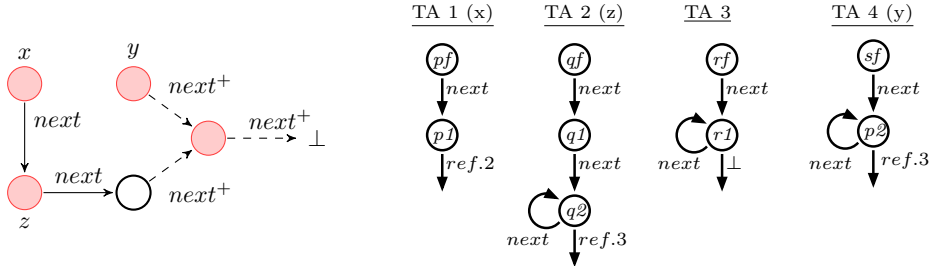 TA 1 (x) TA 2 (z) TA 3 TA 4 (y)
x y pf qf rf sf
next⁺ next next next next
next next⁺ ⊥ p1 q1 r1 p2
next ref.2 next next ⊥ next ref.3
next⁺
z q2
next ref.3